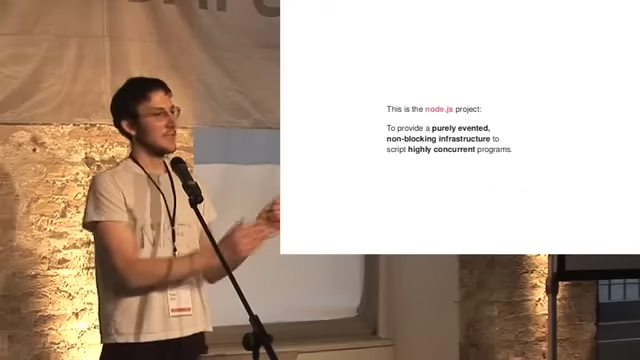 This is the node.js project:
To provide a purely evented,
non-blocking infrastructure to
script highly concurrent programs.